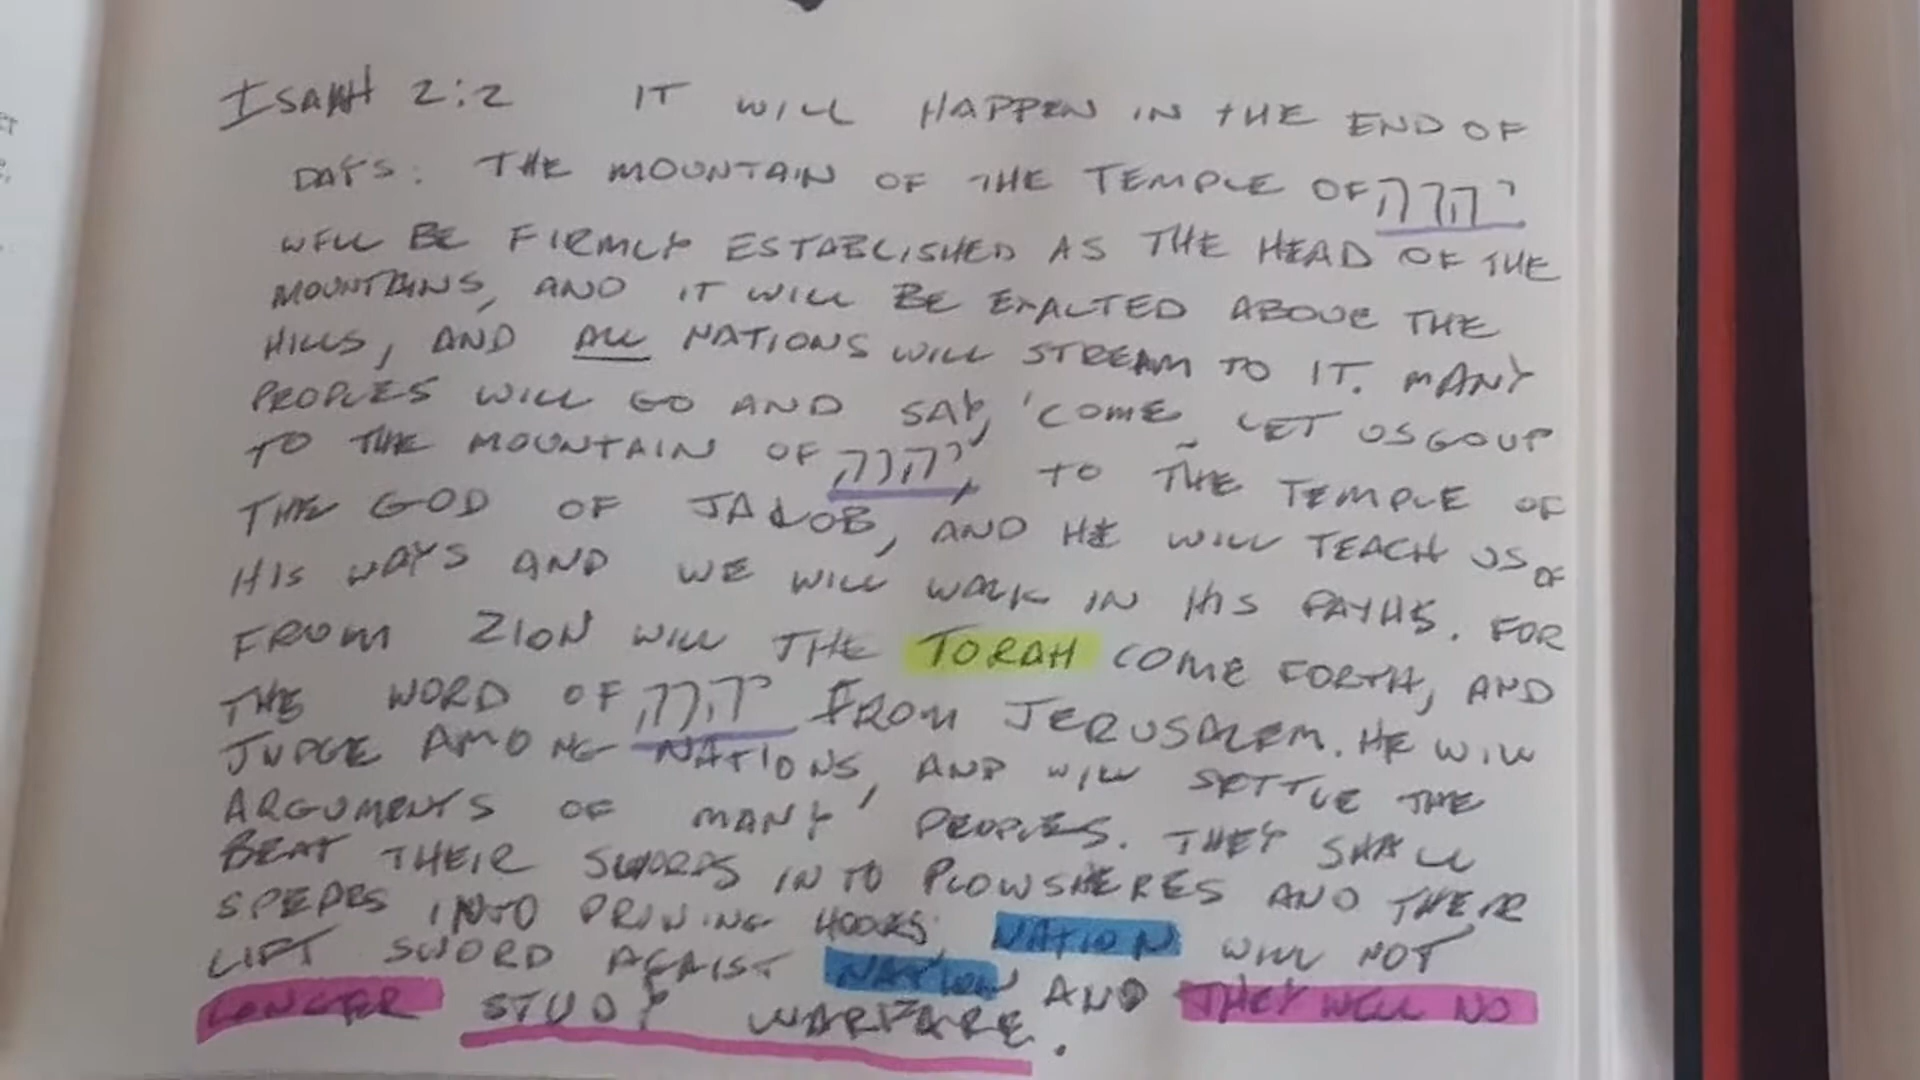 ISAIAH 2:2 IT WILL HAPPEN IN THE END OF
DAYS: THE MOUNTAIN OF THE TEMPLE OF יהוה
WELL BE FIRMLY ESTABLISHED AS THE HEAD OF THE
MOUNTAINS, AND IT WILL BE EXALTED ABOVE THE
HILLS, AND ALL NATIONS WILL STREAM TO IT. MANY
PEOPLES WILL GO AND SAY, 'COME LET US GO UP
TO THE MOUNTAIN OF יהוה, TO THE TEMPLE OF
THE GOD OF JACOB, AND HE WILL TEACH US OF
HIS WAYS AND WE WILL WALK IN HIS PATHS. FOR
FROM ZION WILL THE TORAH COME FORTH, AND
THE WORD OF יהוה FROM JERUSALEM. HE WILL
JUDGE AMONG NATIONS, AND WILL SETTLE THE
ARGUMENTS OF MANY PEOPLES. THEY SHALL
BEAT THEIR SWORDS INTO PLOWSHERES AND THEIR
SPEARS INTO PRUNING HOOKS; NATION WILL NOT
LIFT SWORD AGAIST NATION AND THEY WELL NO
LONGER STUDY WARFARE.